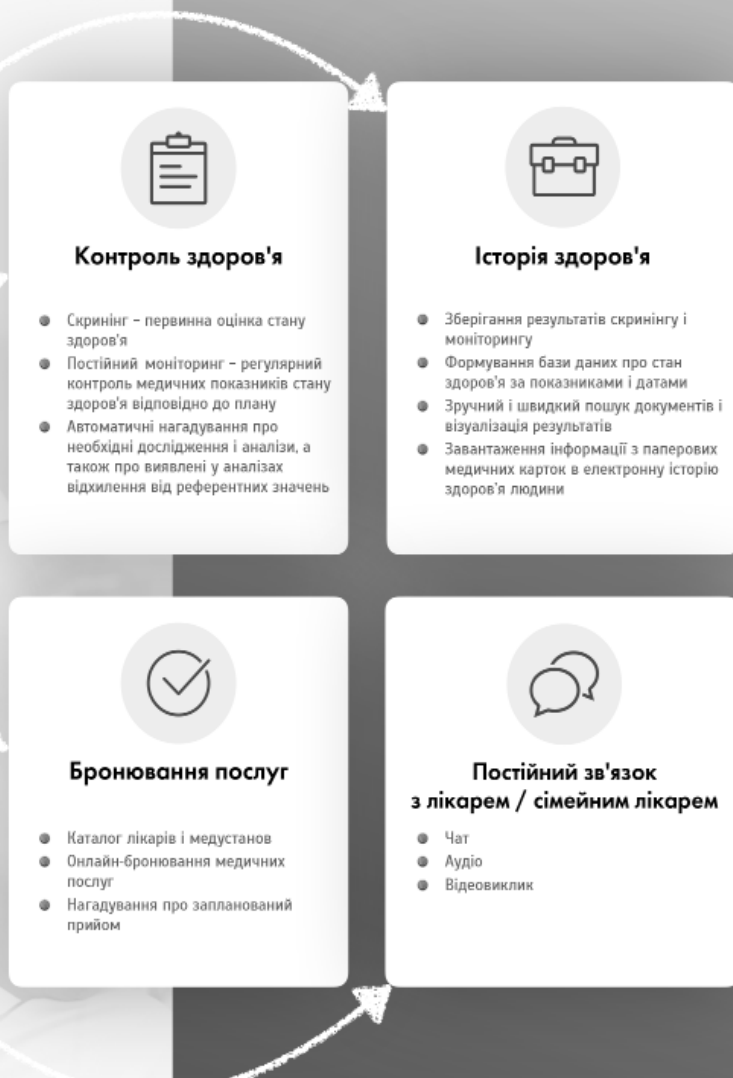 Контроль здоров'я
Скринінг – первинна оцінка стану
здоров'я
Постійний моніторинг – регулярний
контроль медичних показників стану
здоров'я відповідно до плану
Автоматичні нагадування про
необхідні дослідження і аналізи, а
також про виявлені у аналізах
відхилення від референтних значень
Історія здоров'я
Зберігання результатів скринінгу і
моніторингу
Формування бази даних про стан
здоров'я за показниками і датами
Зручний і швидкий пошук документів і
візуалізація результатів
Завантаження інформації з паперових
медичних карток в електронну історію
здоров'я людини
Бронювання послуг
Каталог лікарів і медустанов
Онлайн-бронювання медичних
послуг
Нагадування про запланований
прийом
Постійний зв'язок
з лікарем / сімейним лікарем
Чат
Аудіо
Відеовиклик